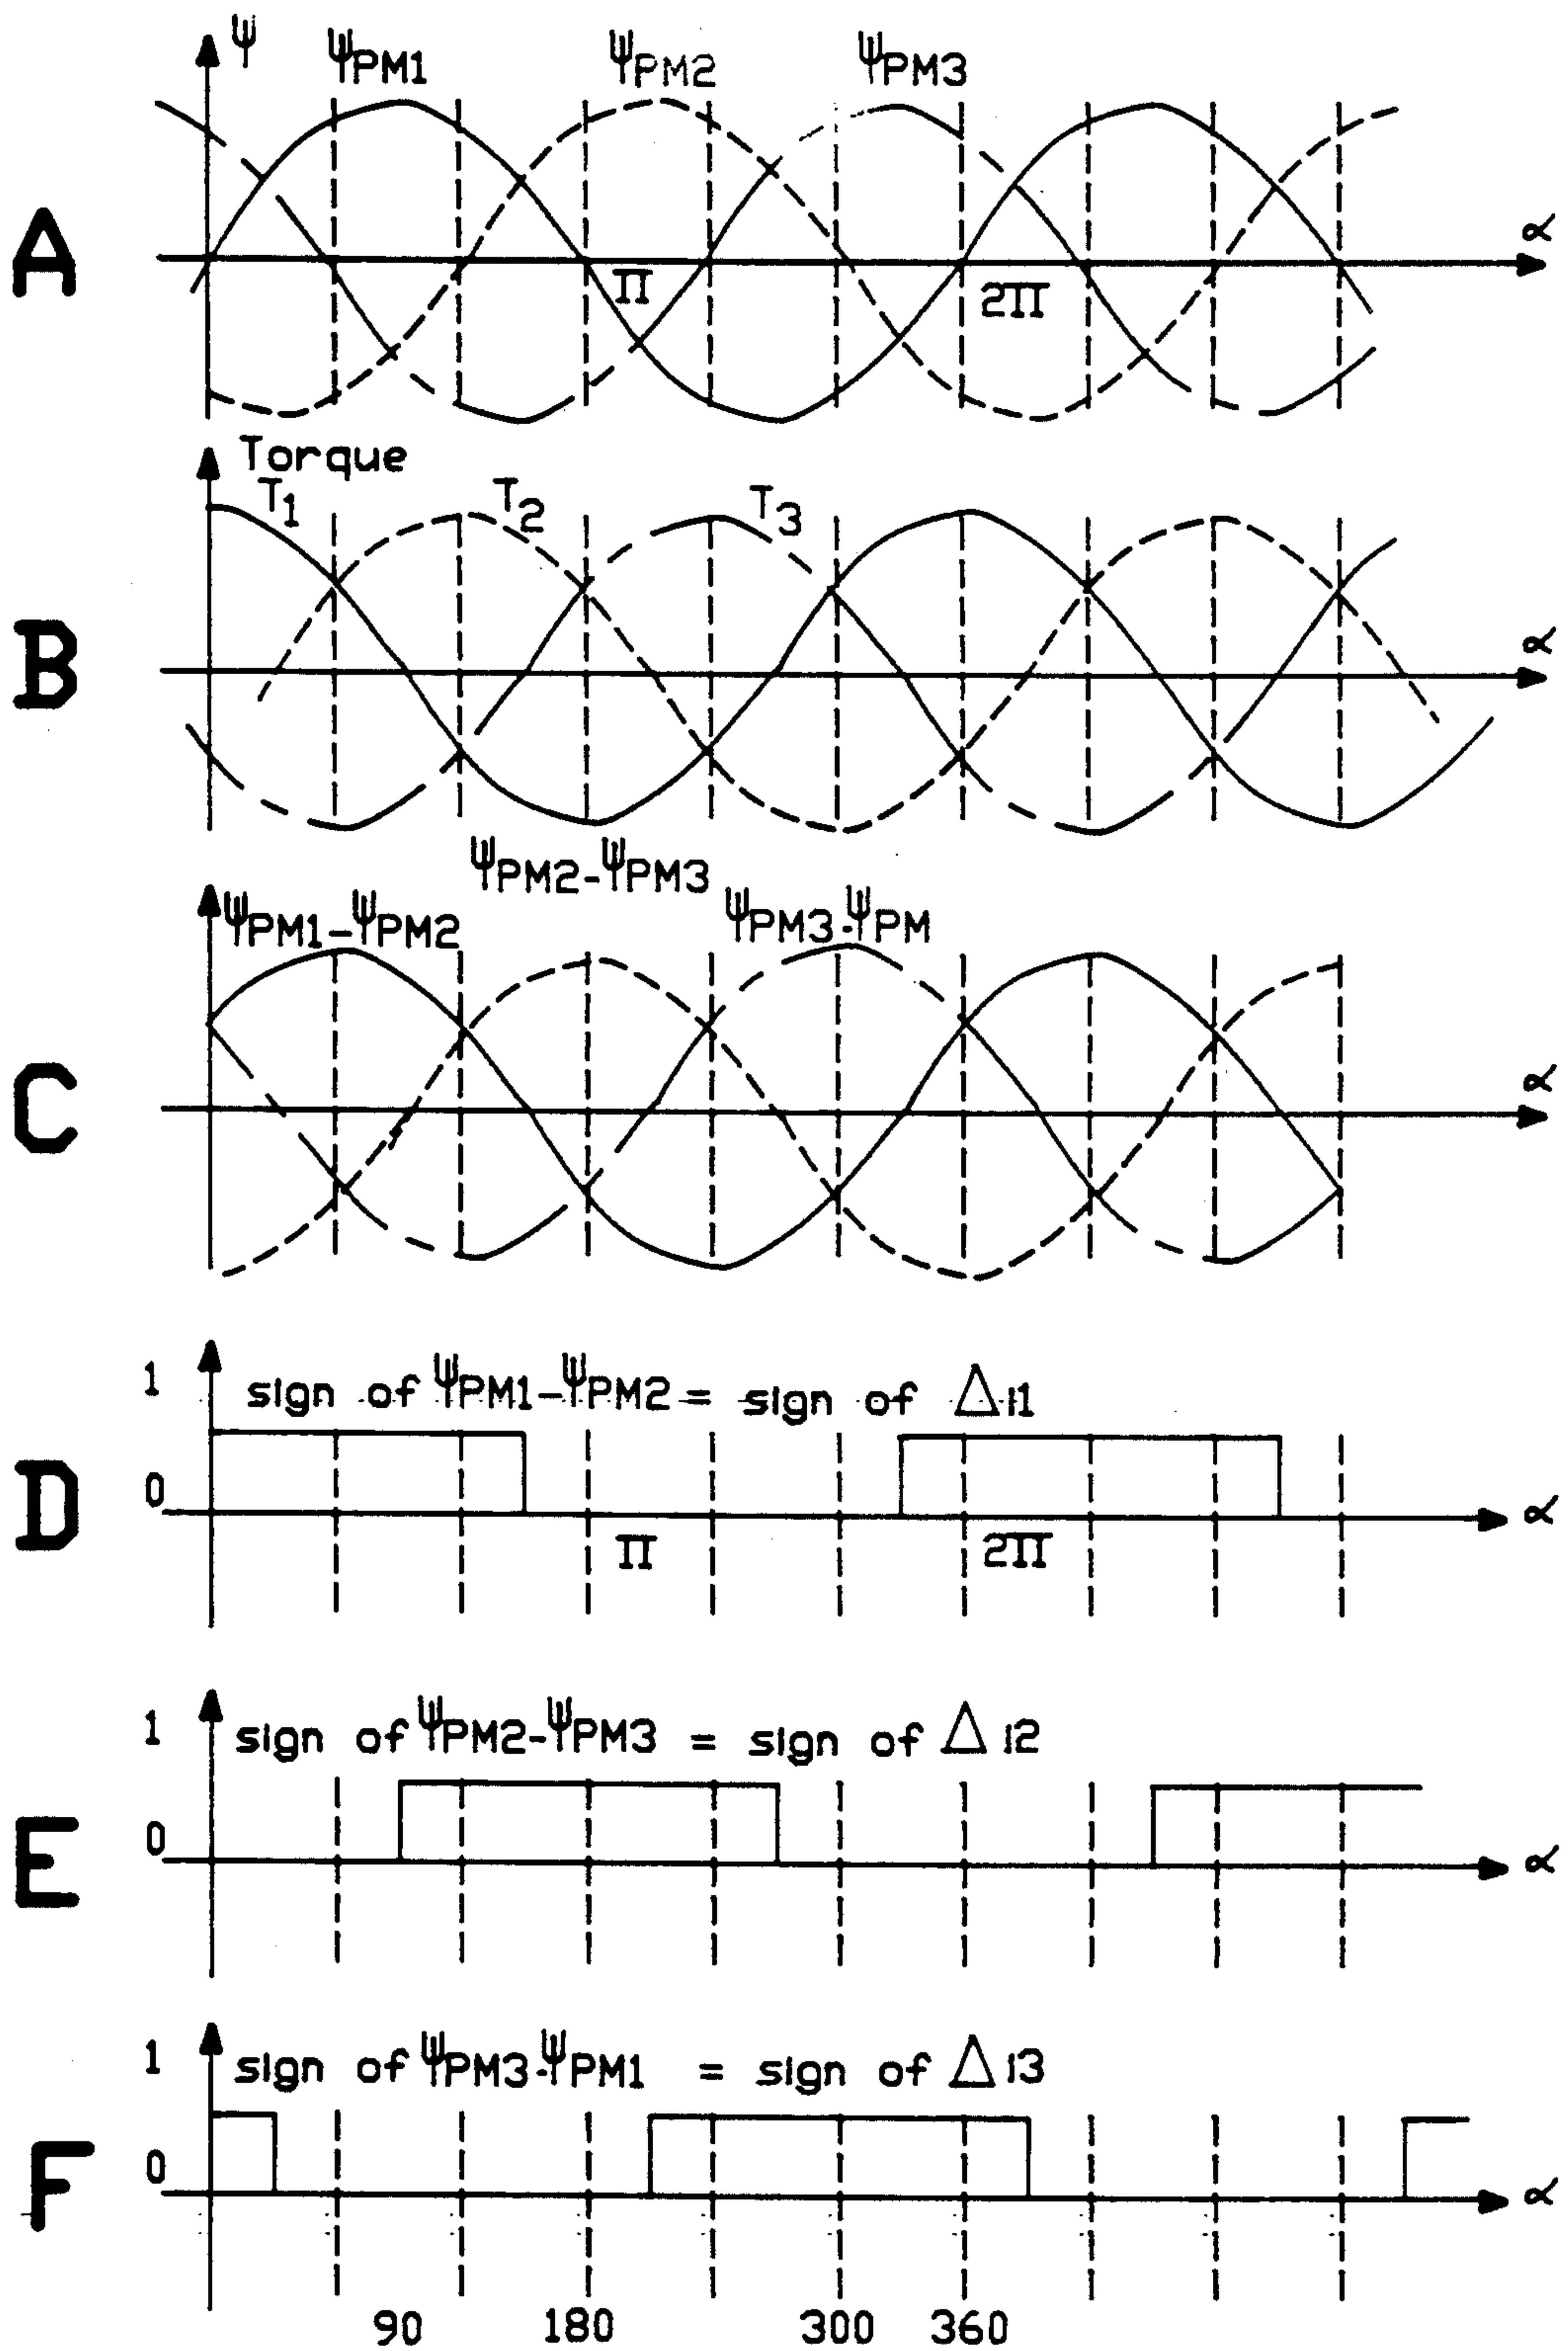 A
Ψ
ΨPM1
ΨPM2
ΨPM3
α
Π
2Π
B
Torque
T1
T2
T3
α
C
ΨPM2-ΨPM3
ΨPM1-ΨPM2
ΨPM3-ΨPM
α
D
1
sign of ΨPM1-ΨPM2 = sign of Δi1
0
Π
2Π
α
E
1
sign of ΨPM2-ΨPM3 = sign of Δi2
0
α
F
1
sign of ΨPM3-ΨPM1 = sign of Δi3
0
α
90 180 300 360